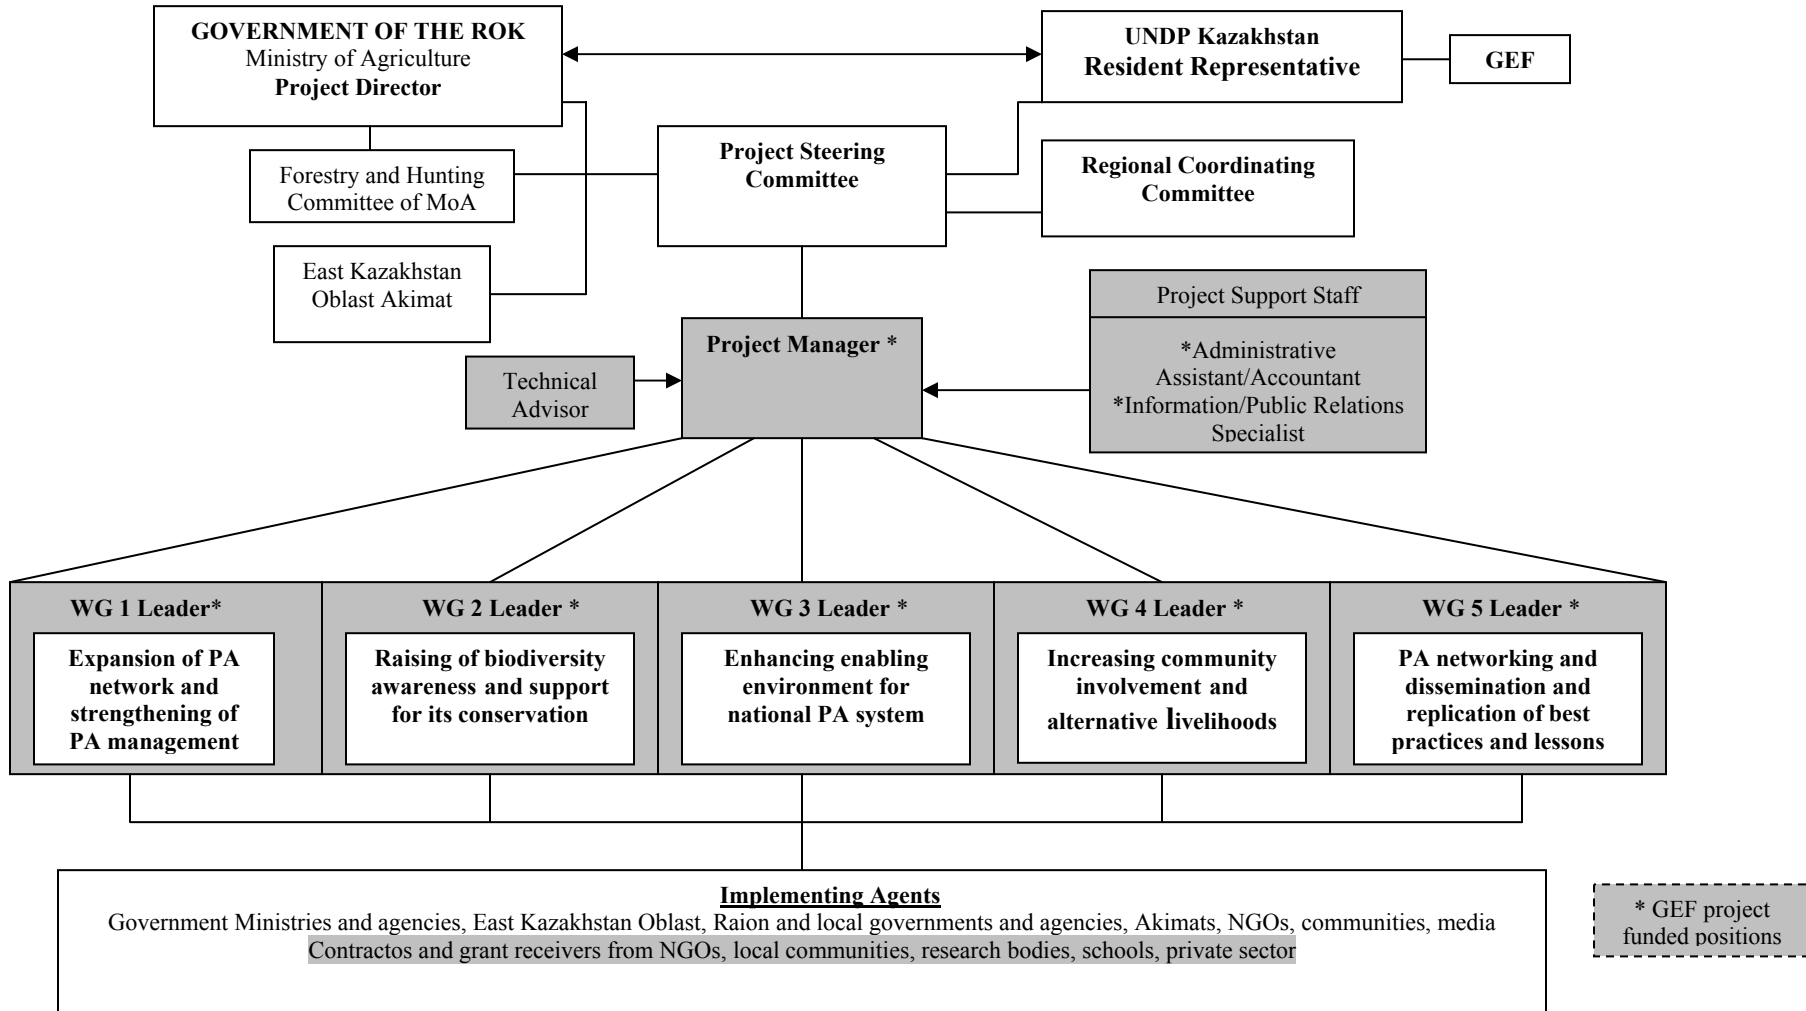 GOVERNMENT OF THE ROK
Ministry of Agriculture
Project Director
UNDP Kazakhstan
Resident Representative
GEF
Forestry and Hunting
Committee of MoA
Project Steering
Committee
Regional Coordinating
Committee
East Kazakhstan
Oblast Akimat
Project Support Staff
*Administrative
Assistant/Accountant
*Information/Public Relations
Specialist
Project Manager *
Technical
Advisor
WG 1 Leader*
Expansion of PA
network and
strengthening of
PA management
WG 2 Leader *
Raising of biodiversity
awareness and support
for its conservation
WG 3 Leader *
Enhancing enabling
environment for
national PA system
WG 4 Leader *
Increasing community
involvement and
alternative livelihoods
WG 5 Leader *
PA networking and
dissemination and
replication of best
practices and lessons
Implementing Agents
Government Ministries and agencies, East Kazakhstan Oblast, Raion and local governments and agencies, Akimats, NGOs, communities, media
Contractos and grant receivers from NGOs, local communities, research bodies, schools, private sector
* GEF project
funded positions